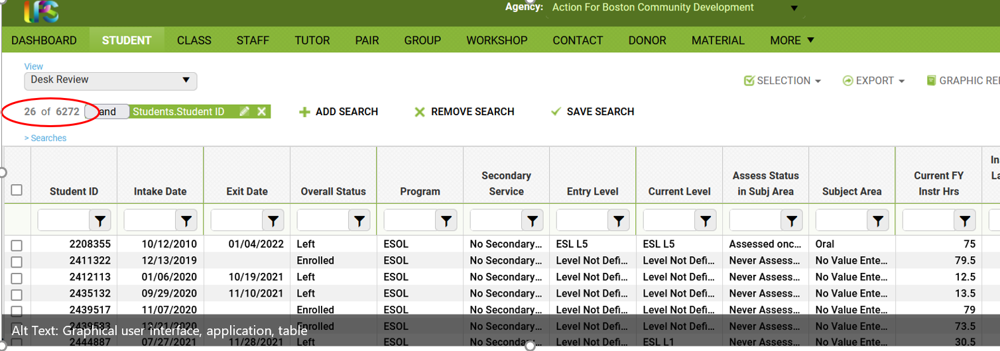 LPS
Agency: Action For Boston Community Development
DASHBOARD STUDENT CLASS STAFF TUTOR PAIR GROUP WORKSHOP CONTACT DONOR MATERIAL MORE
View
Desk Review
SELECTION EXPORT GRAPHIC RE
26 of 6272 and Students.Student ID ADD SEARCH REMOVE SEARCH SAVE SEARCH
> Searches
Student ID Intake Date Exit Date Overall Status Program Secondary Service Entry Level Current Level Assess Status in Subj Area Subject Area Current FY Instr Hrs In La
2208355 10/12/2010 01/04/2022 Left ESOL No Secondary... ESL L5 ESL L5 Assessed onc... Oral 75
2411322 12/13/2019 Enrolled ESOL No Secondary... Level Not Defi... Level Not Defi... Never Assess... No Value Ente... 79.5
2412113 01/06/2020 10/19/2021 Left ESOL No Secondary... Level Not Defi... Level Not Defi... Never Assess... No Value Ente... 12.5
2435132 09/29/2020 11/10/2021 Left ESOL No Secondary... Level Not Defi... Level Not Defi... Never Assess... No Value Ente... 13.5
2439517 11/07/2020 Enrolled ESOL No Secondary... Level Not Defi... Level Not Defi... Never Assess... No Value Ente... 79
2439583 12/21/2020 Enrolled ESOL No Secondary... Level Not Defi... Level Not Defi... Never Assess... No Value Ente... 73.5
Alt Text: Graphical user interface, application, table
2444887 07/27/2021 11/28/2021 Left ESOL No Secondary... Level Not Defi... ESL L1 Never Assess... No Value Ente... 30.5